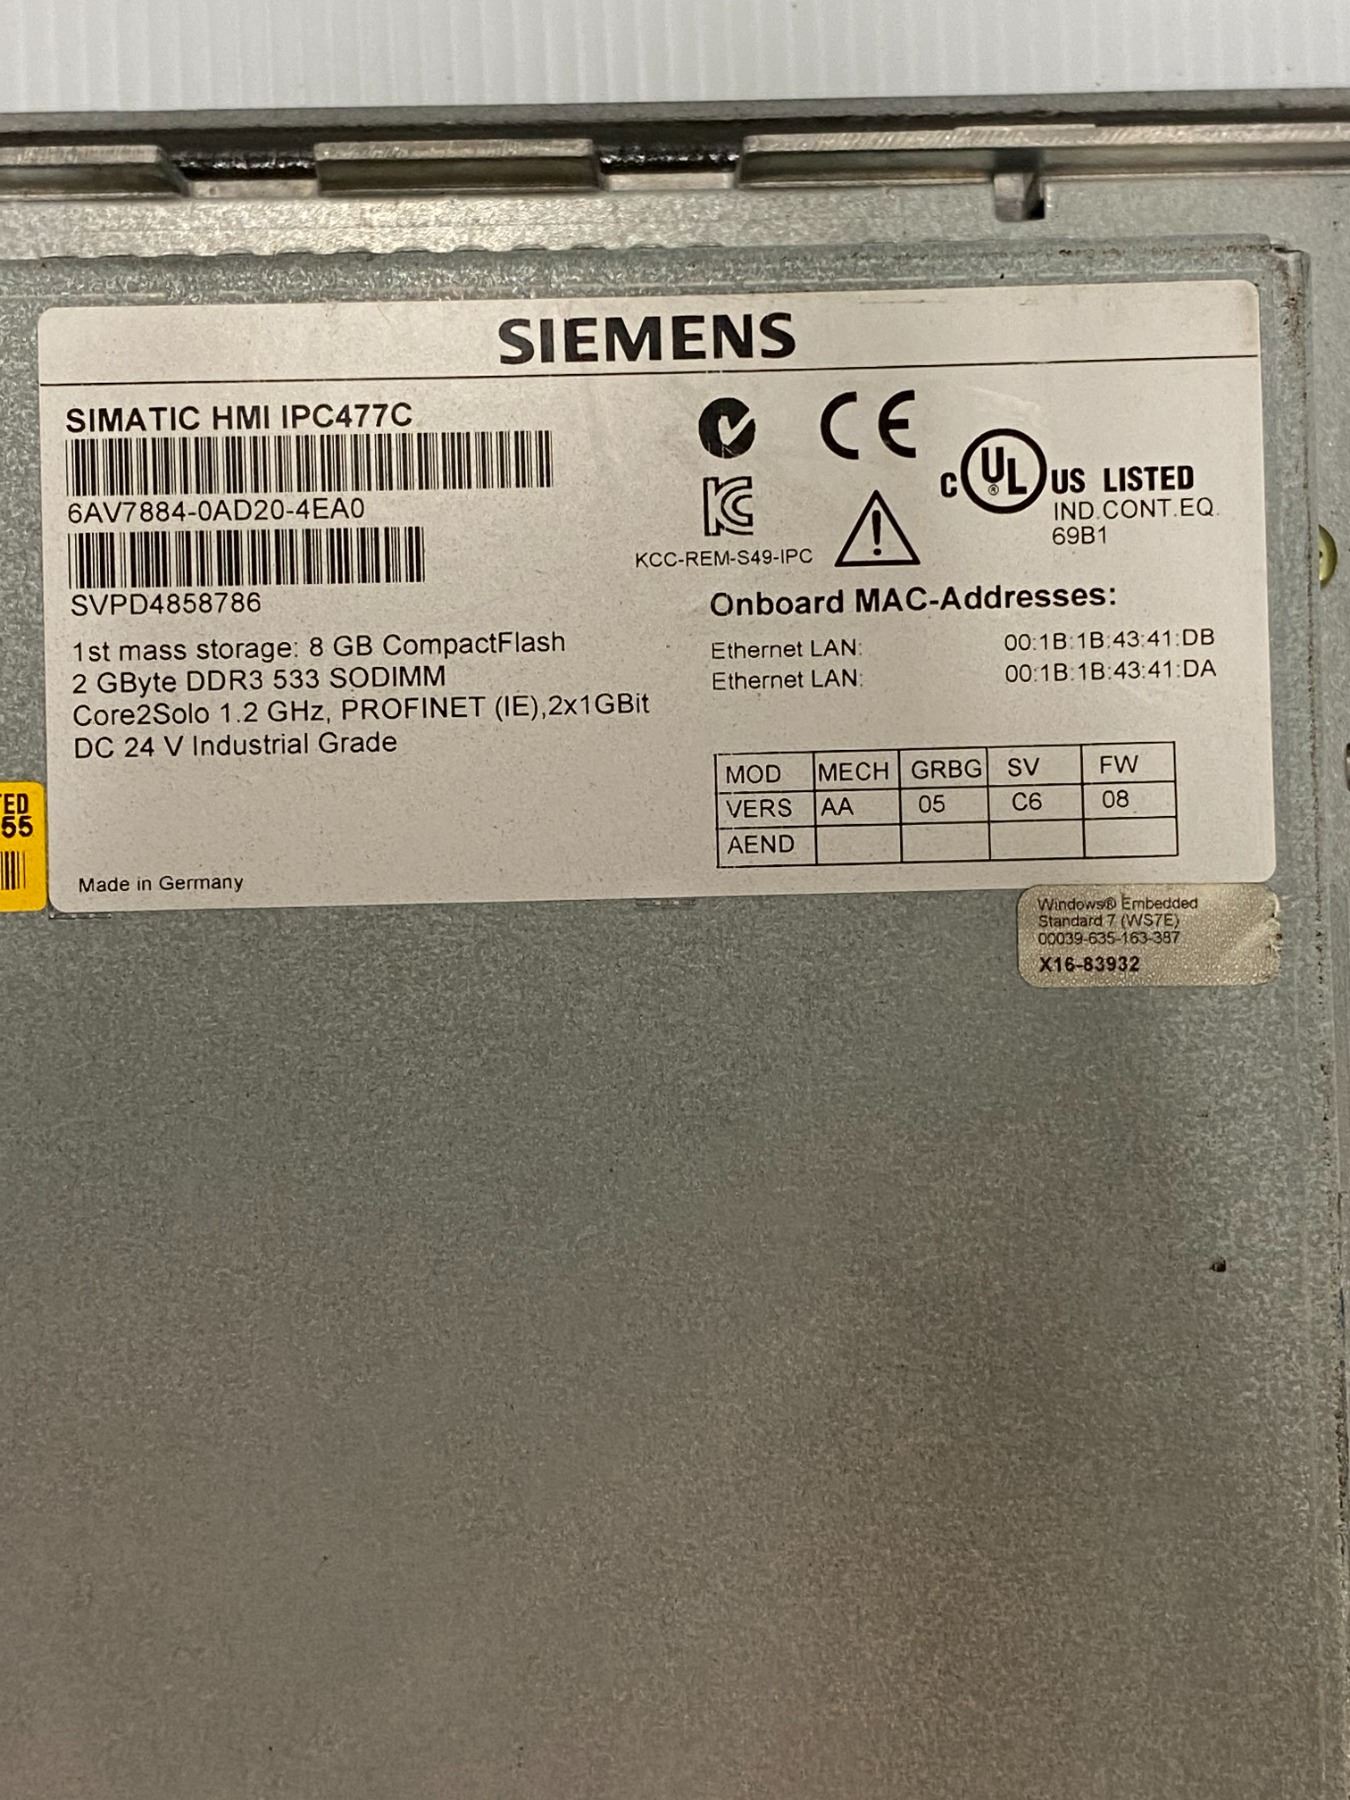 SIEMENS
SIMATIC HMI IPC477C
6AV7884-0AD20-4EA0
SVPD4858786
1st mass storage: 8 GB CompactFlash
2 GByte DDR3 533 SODIMM
Core2Solo 1.2 GHz, PROFINET (IE),2x1GBit
DC 24 V Industrial Grade
Made in Germany
CE
KC
KCC-REM-S49-IPC
C UL ® US LISTED
IND.CONT.EQ.
69B1
Onboard MAC-Addresses:
Ethernet LAN: 00:1B:1B:43:41:DB
Ethernet LAN: 00:1B:1B:43:41:DA
MOD MECH GRBG SV FW
VERS AA 05 C6 08
AEND
55
Windows® Embedded
Standard 7 (WS7E)
00039-635-163-387
X16-83932